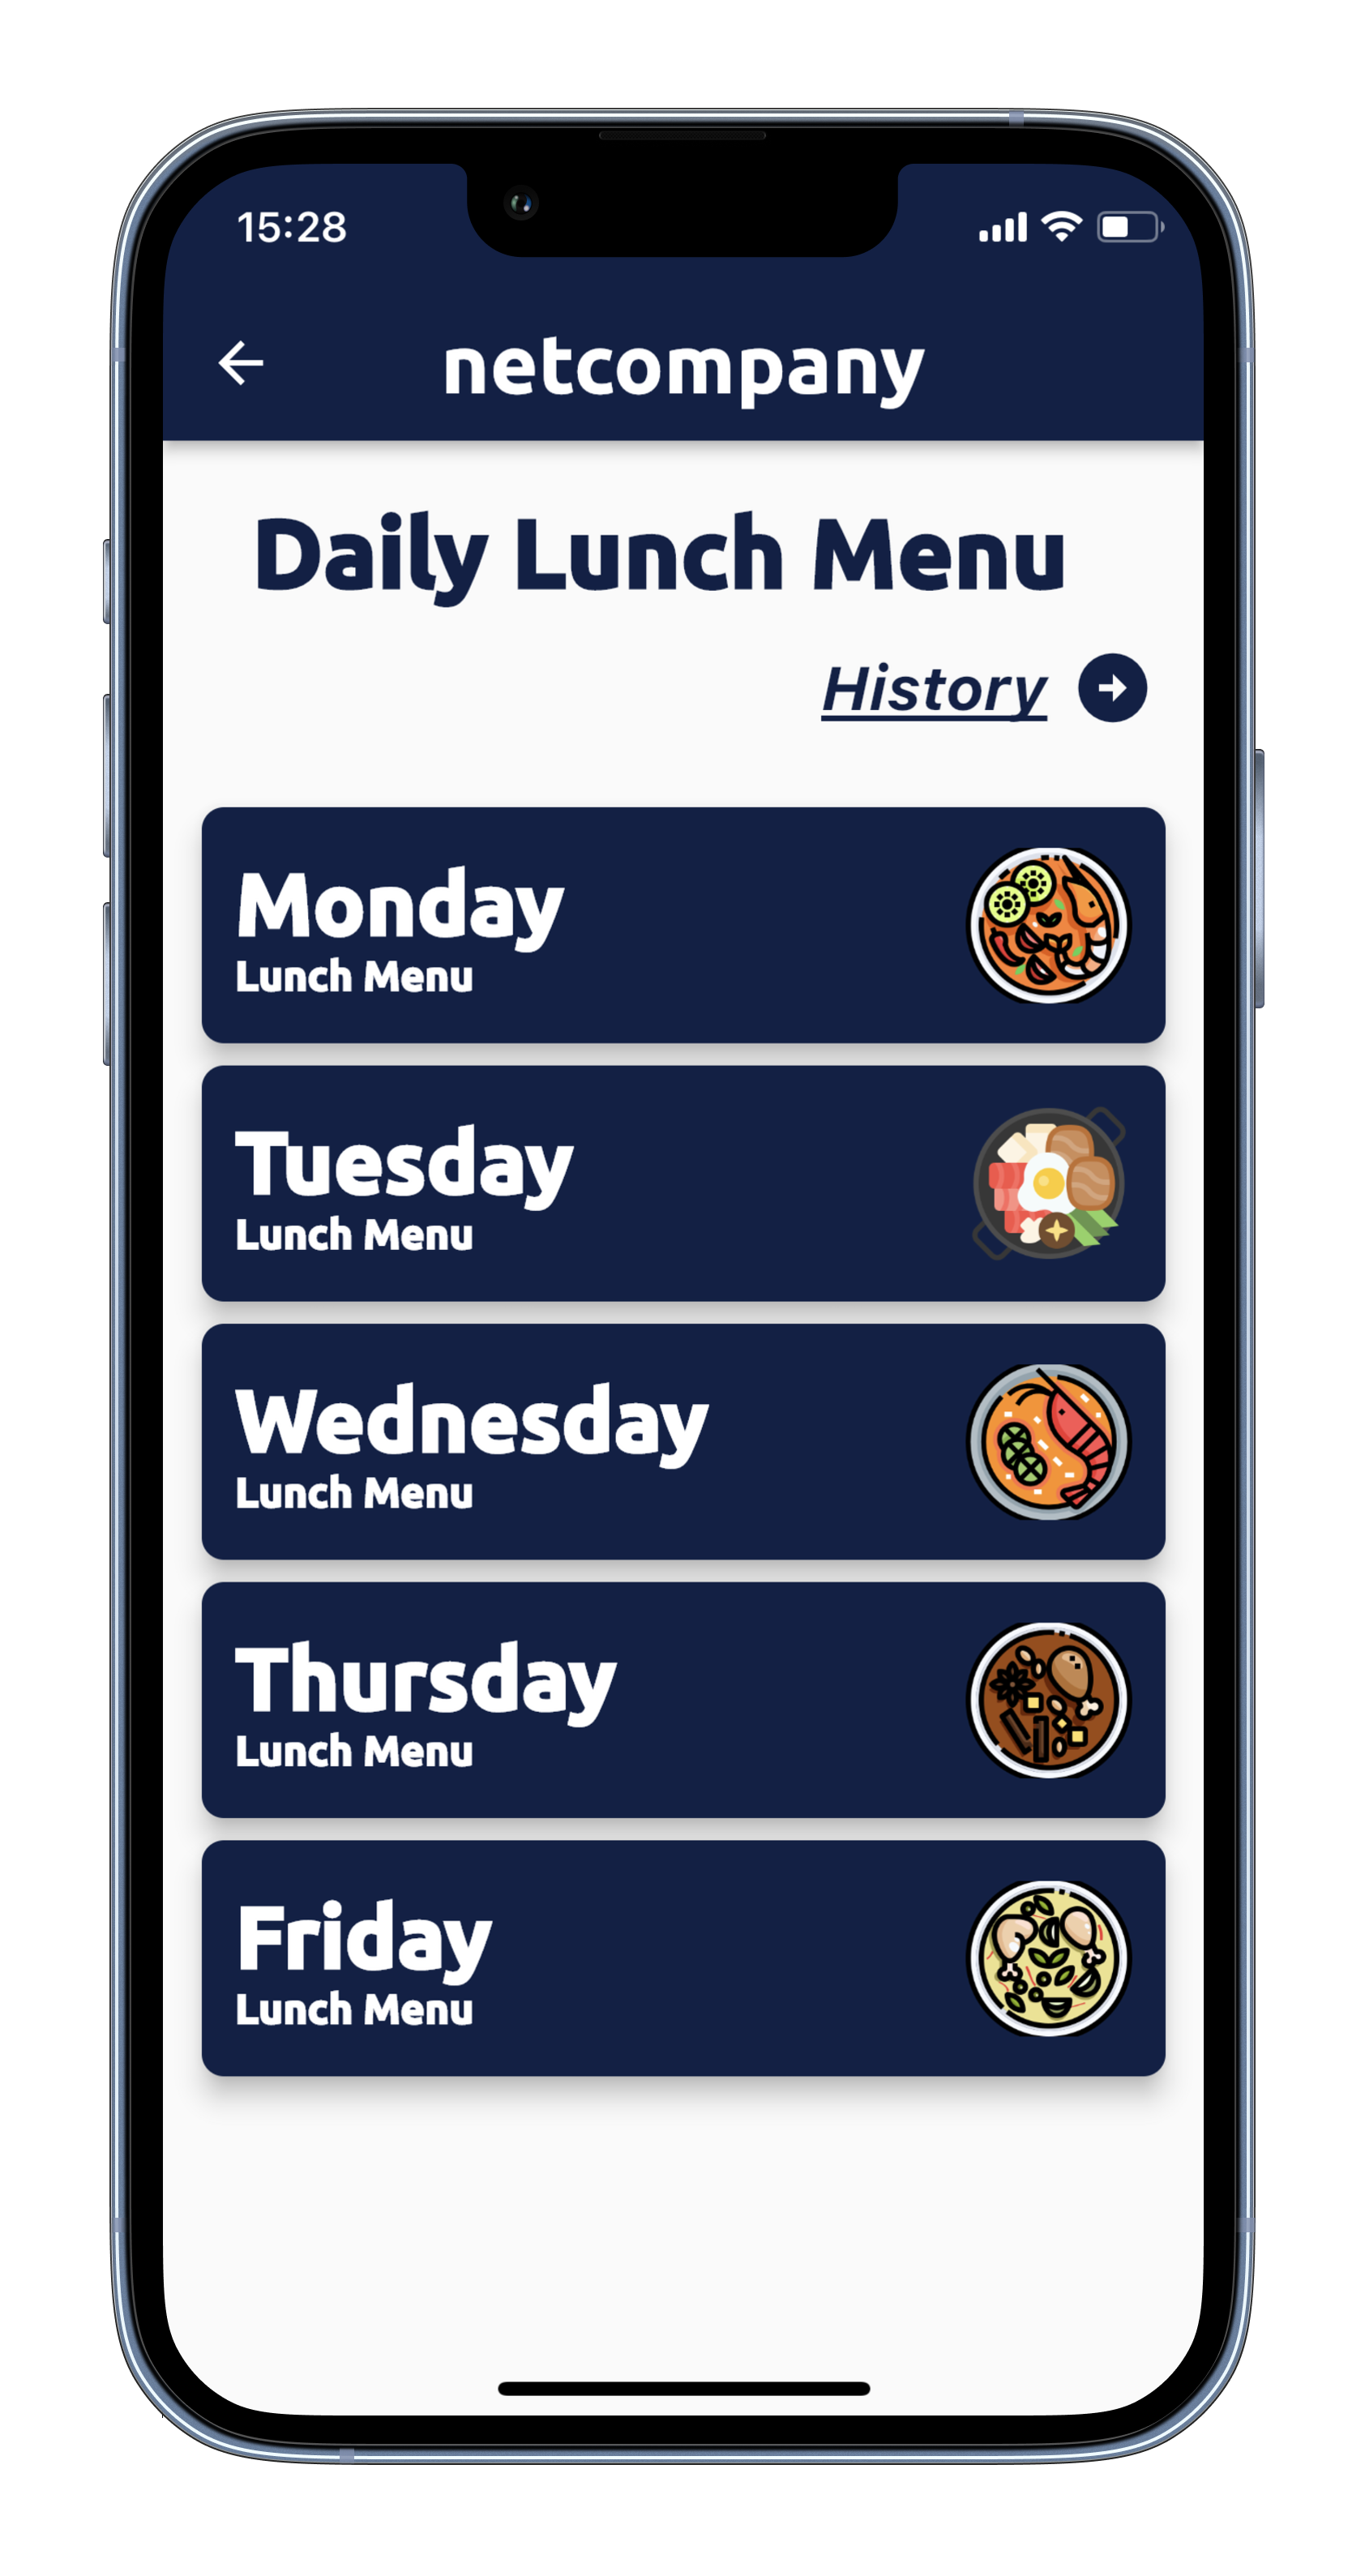 15:28
netcompany
Daily Lunch Menu
History
Monday
Lunch Menu
Tuesday
Lunch Menu
Wednesday
Lunch Menu
Thursday
Lunch Menu
Friday
Lunch Menu